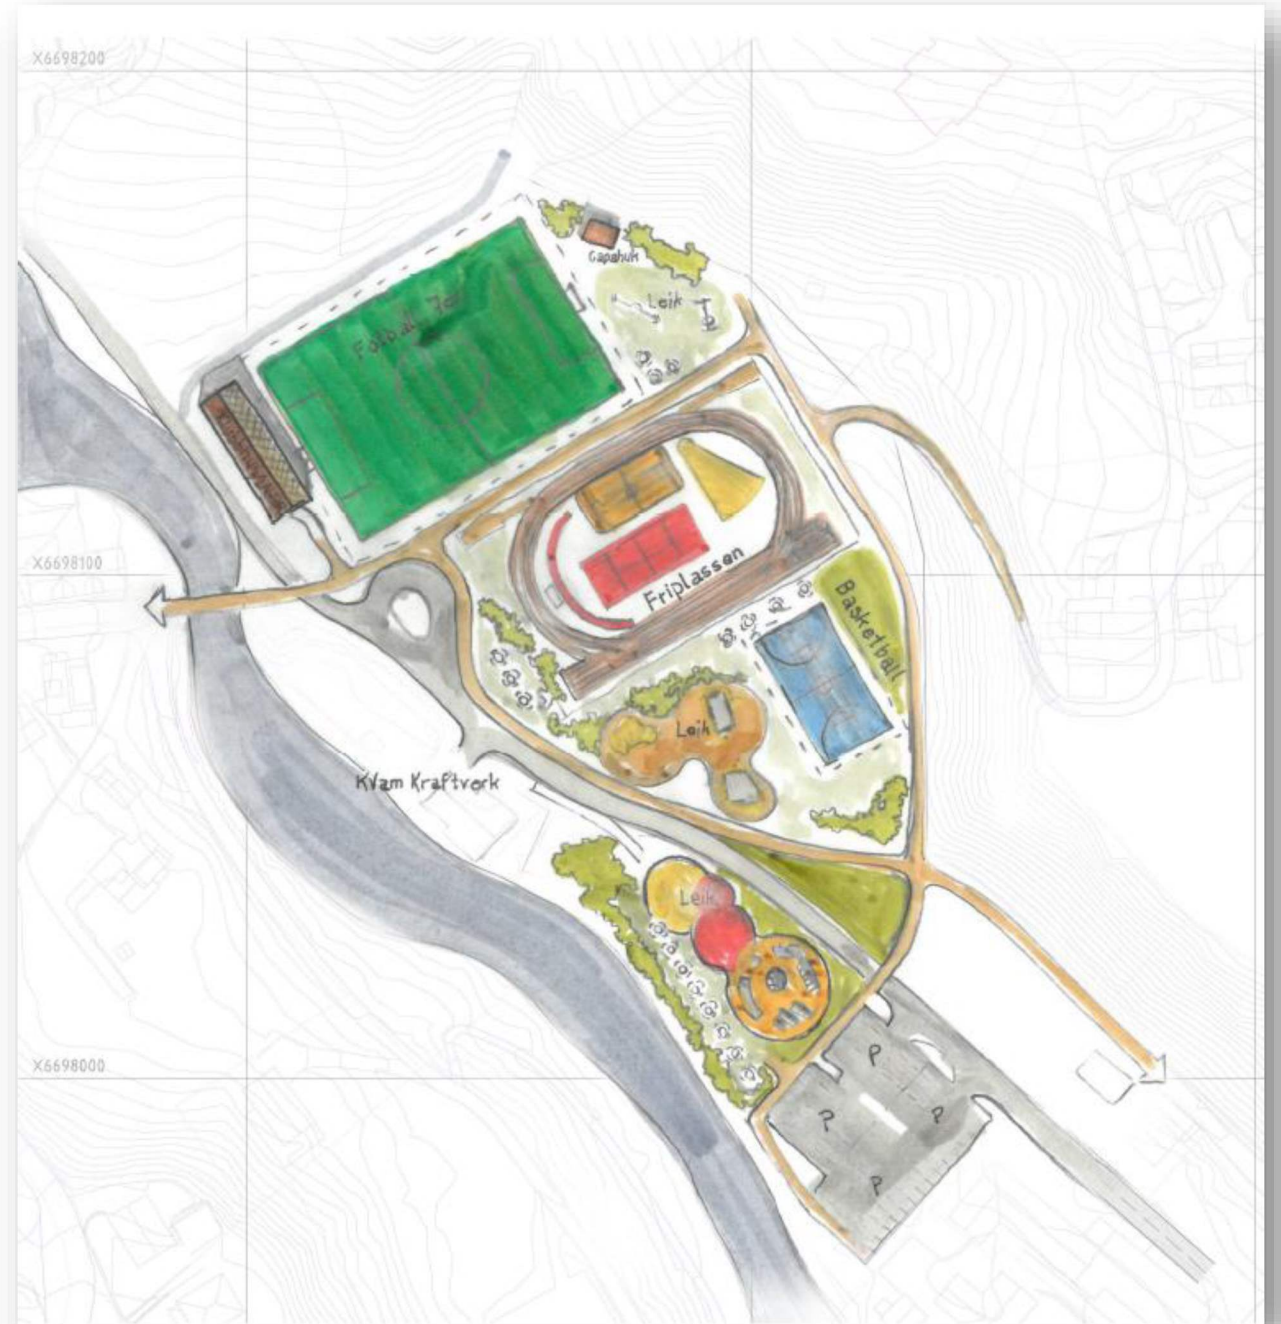 X6698200
Gapahuk
Leik
Fotball 7er
X6698100
Friplassen
Basketball
Leik
Kvam Kraftverk
Leik
X6698000
P
P
P
P